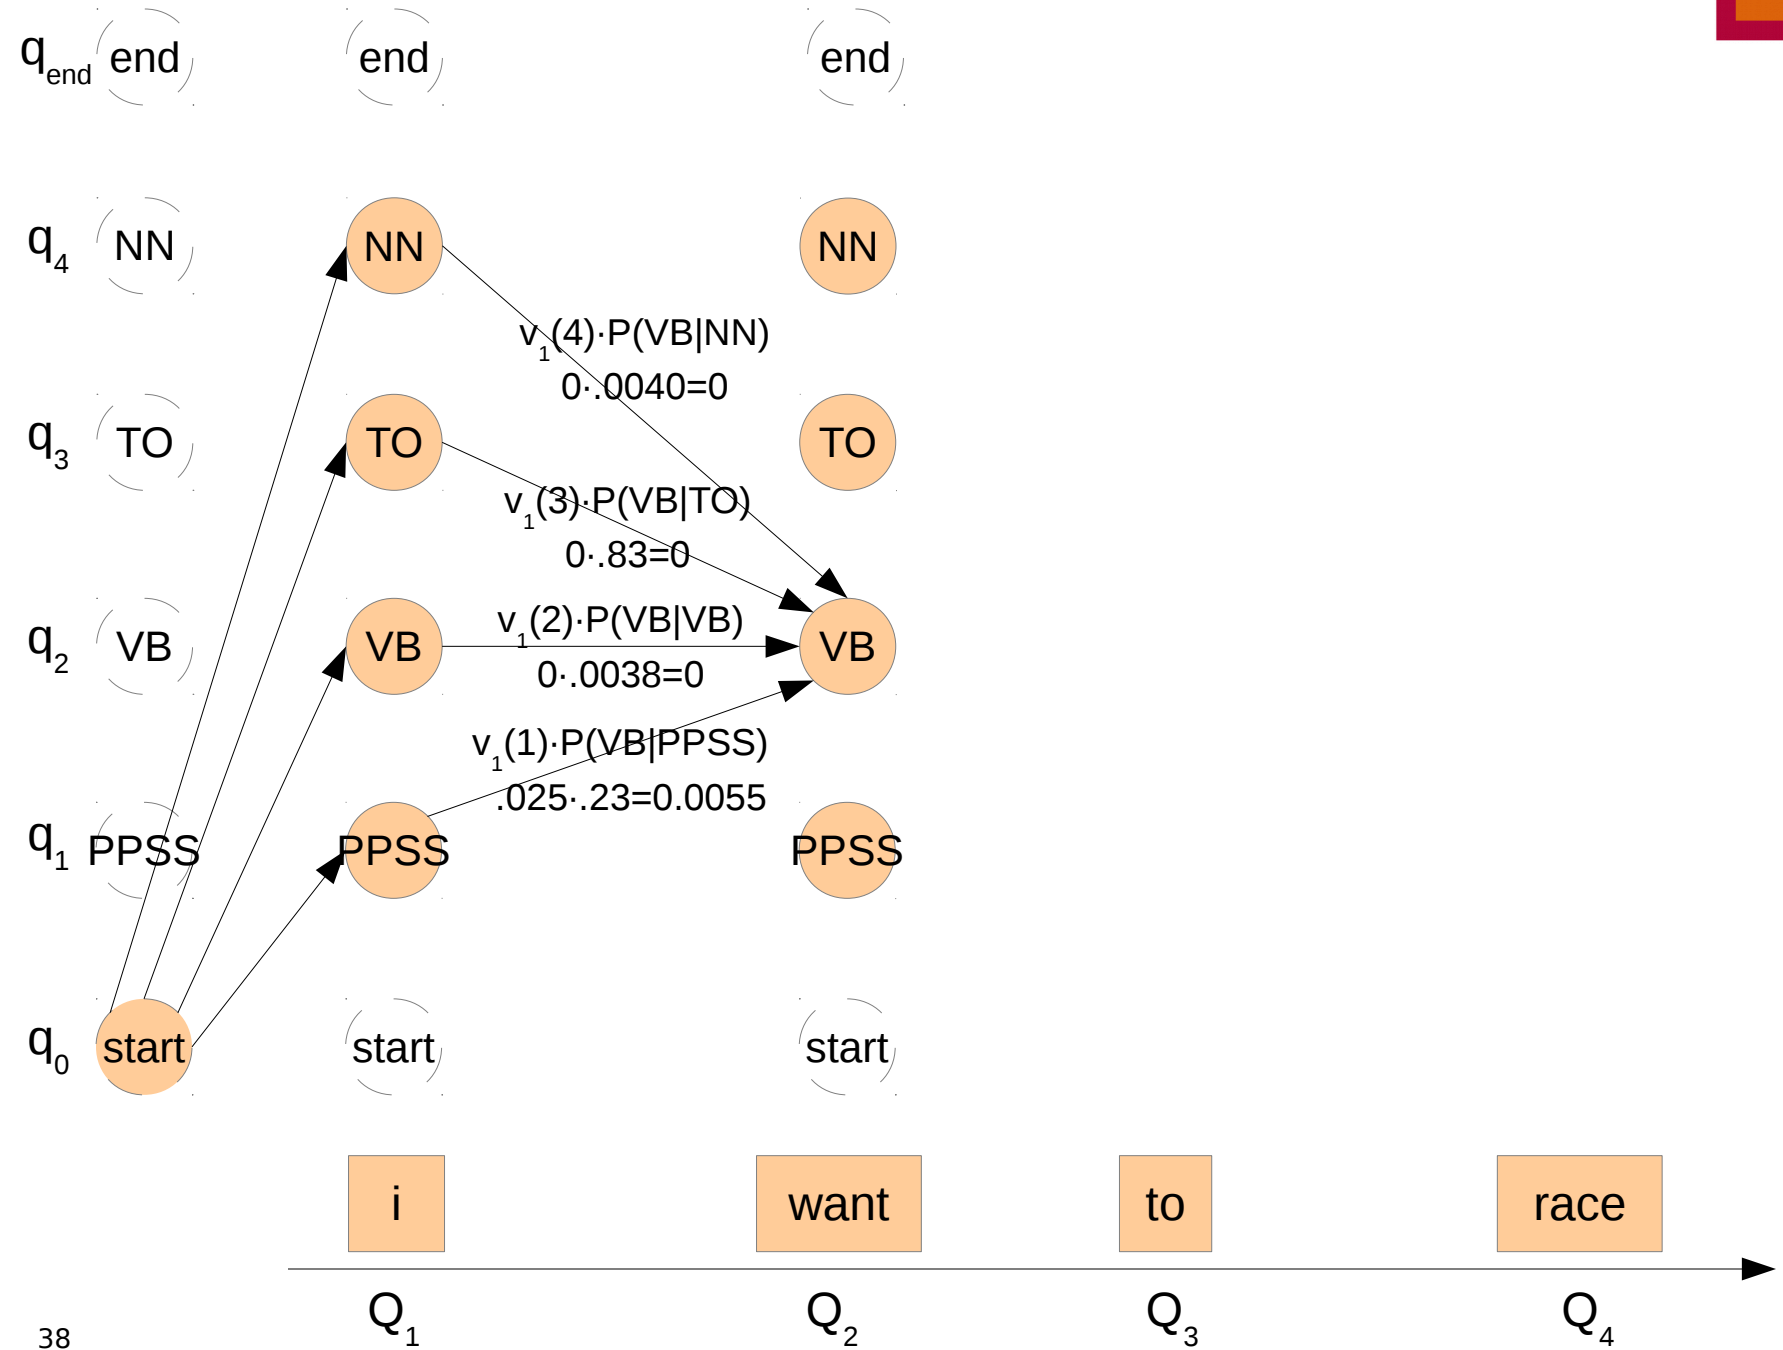 q_end end end end
q_4 NN NN NN
v_1(4)·P(VB|NN)
0·.0040=0
q_3 TO TO TO
v_1(3)·P(VB|TO)
0·.83=0
v_1(2)·P(VB|VB)
q_2 VB VB VB
0·.0038=0
v_1(1)·P(VB|PPSS)
.025·.23=0.0055
q_1 PPSS PPSS PPSS
q_0 start start start
i want to race
Q_1 Q_2 Q_3 Q_4
38